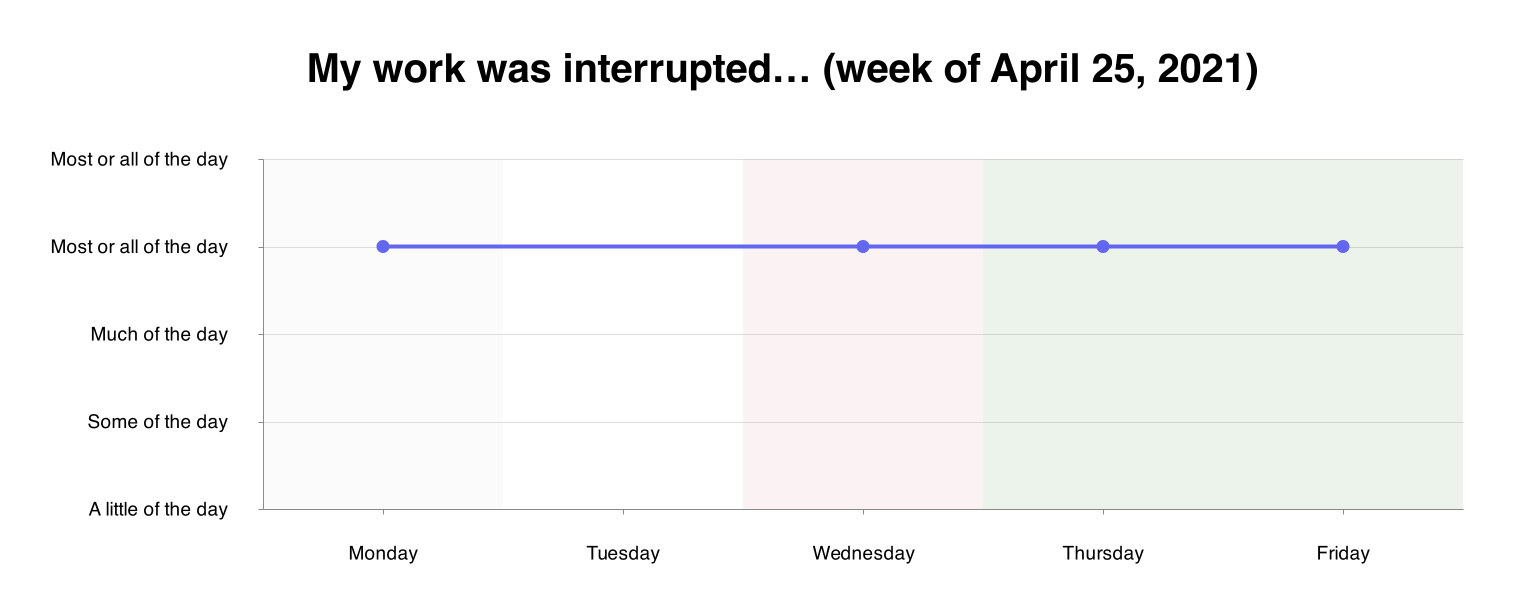 My work was interrupted… (week of April 25, 2021)
Most or all of the day
Most or all of the day
Much of the day
Some of the day
A little of the day
Monday
Tuesday
Wednesday
Thursday
Friday